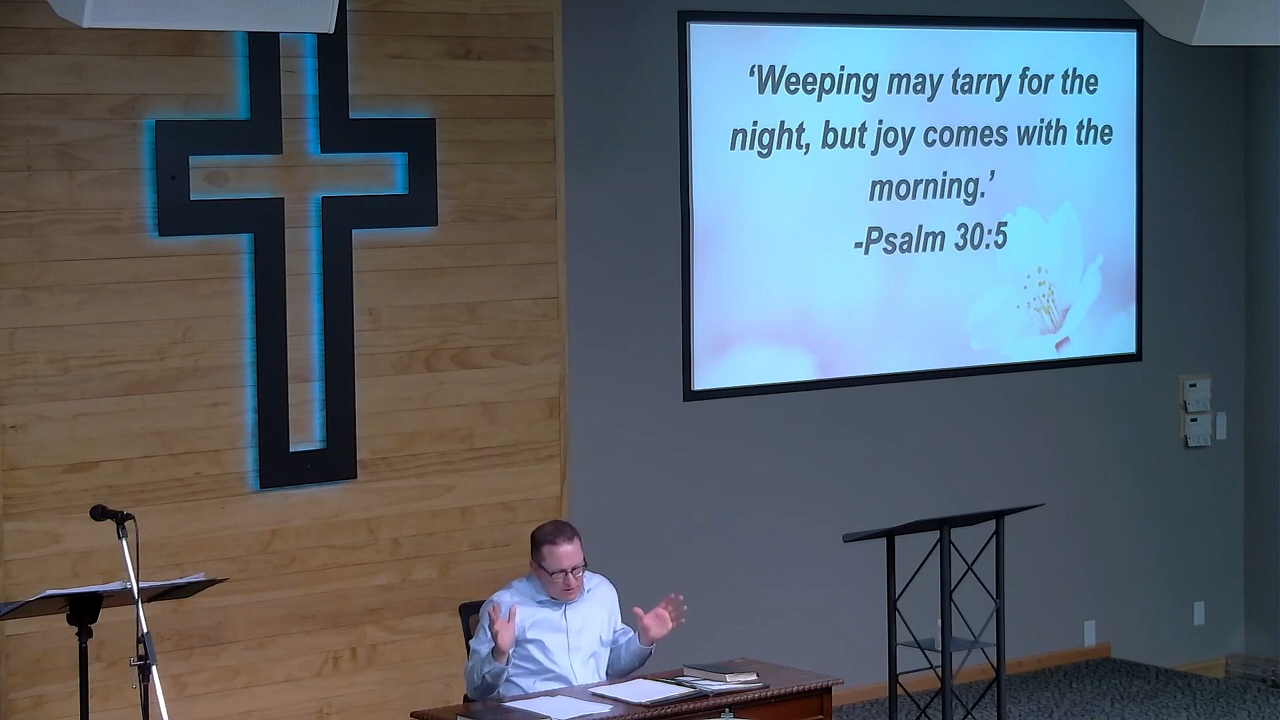 ‘Weeping may tarry for the
night, but joy comes with the
morning.’
-Psalm 30:5